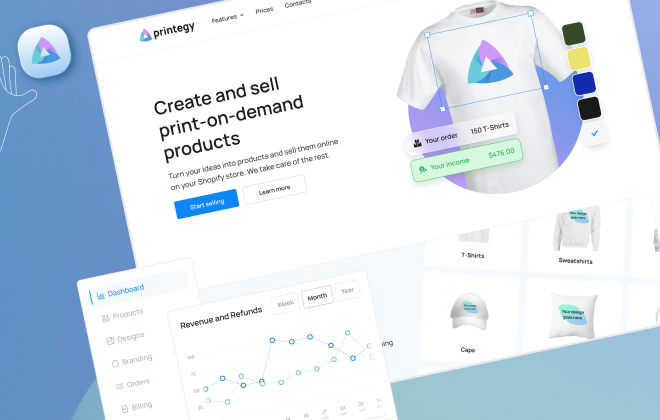 printegy
Features
Prices
Contacts
Create and sell
print-on-demand
products
Turn your ideas into products and sell them online
on your Shopify store. We take care of the rest.
Start selling
Learn more
Your order
150 T-Shirts
Your income
$476.00
T-Shirts
Your design
goes here
Sweatshirts
Your design
goes here
Caps
Your design
goes here
Dashboard
Products
Designs
Branding
Orders
Billing
Revenue and Refunds
Week
Month
Year